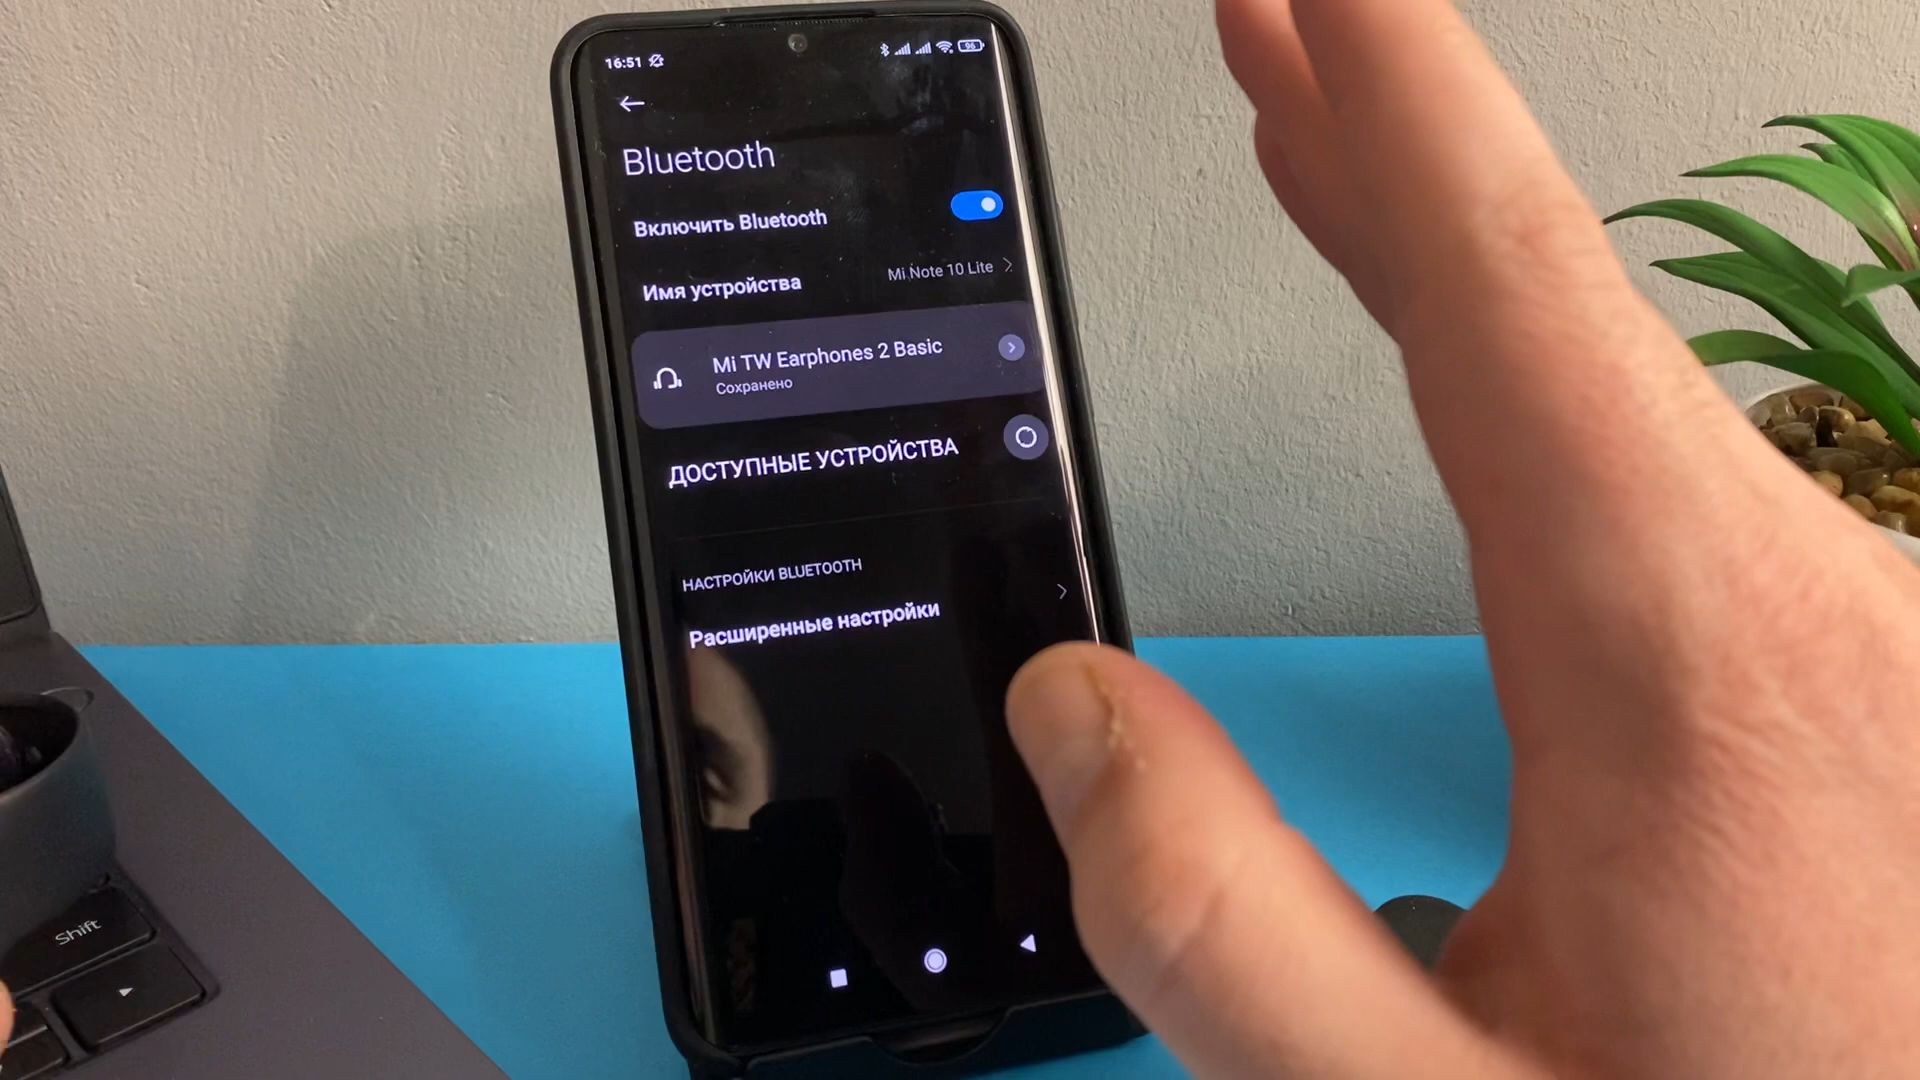 16:51
96
Bluetooth
Включить Bluetooth
Имя устройства
Mi Note 10 Lite
Mi TW Earphones 2 Basic
Сохранено
ДОСТУПНЫЕ УСТРОЙСТВА
НАСТРОЙКИ BLUETOOTH
Расширенные настройки
Shift